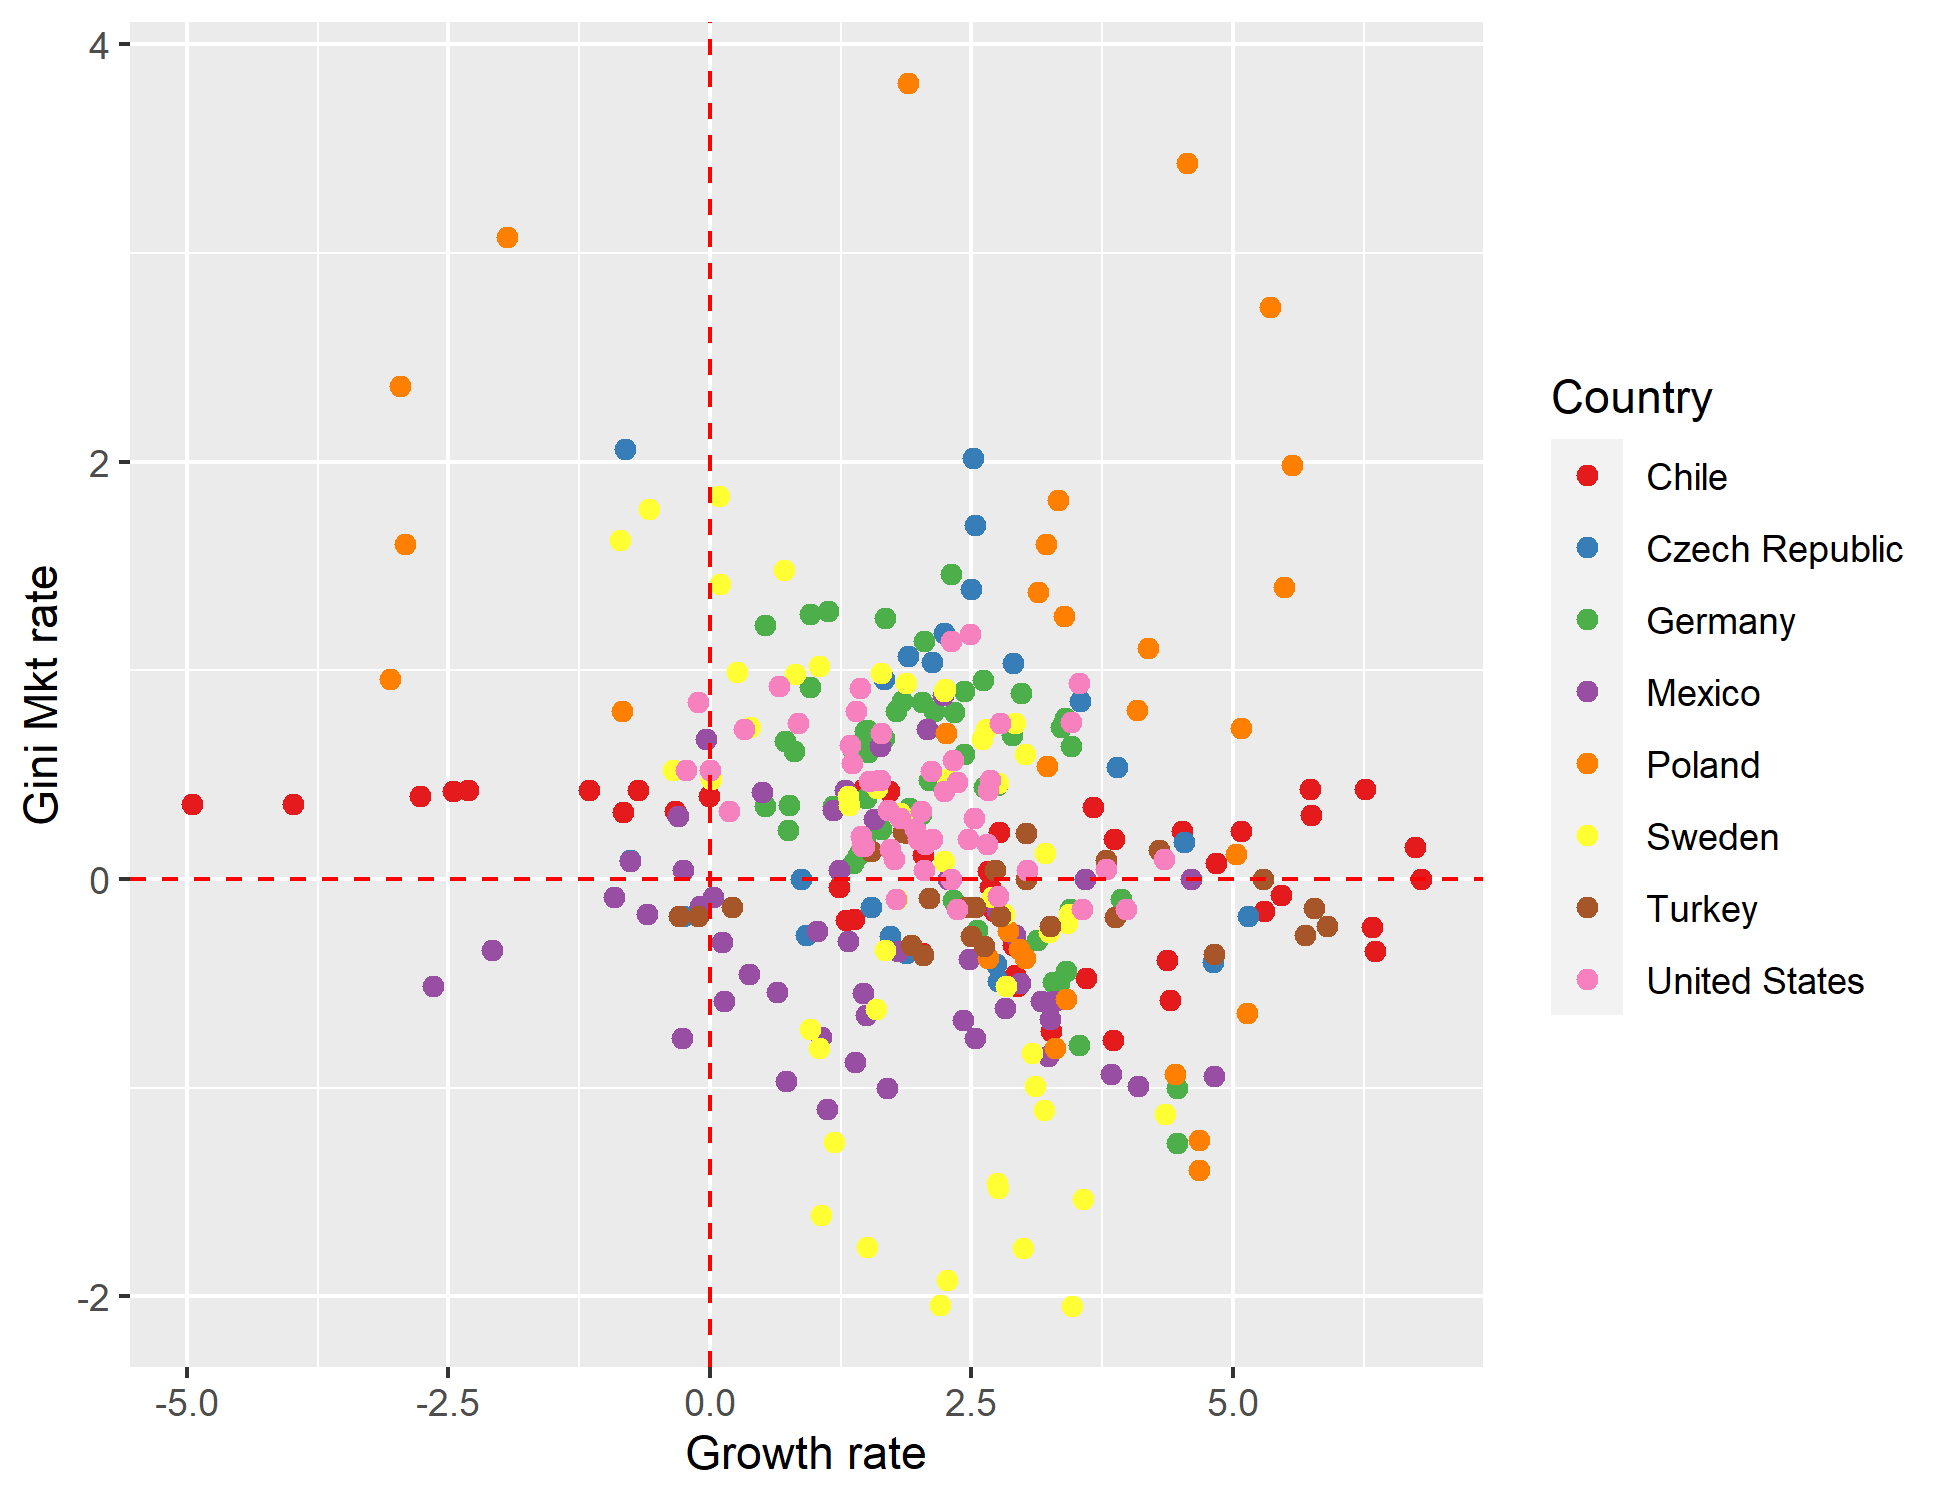 4
2
0
-2
Gini Mkt rate
-5.0 -2.5 0.0 2.5 5.0
Growth rate
Country
Chile
Czech Republic
Germany
Mexico
Poland
Sweden
Turkey
United States